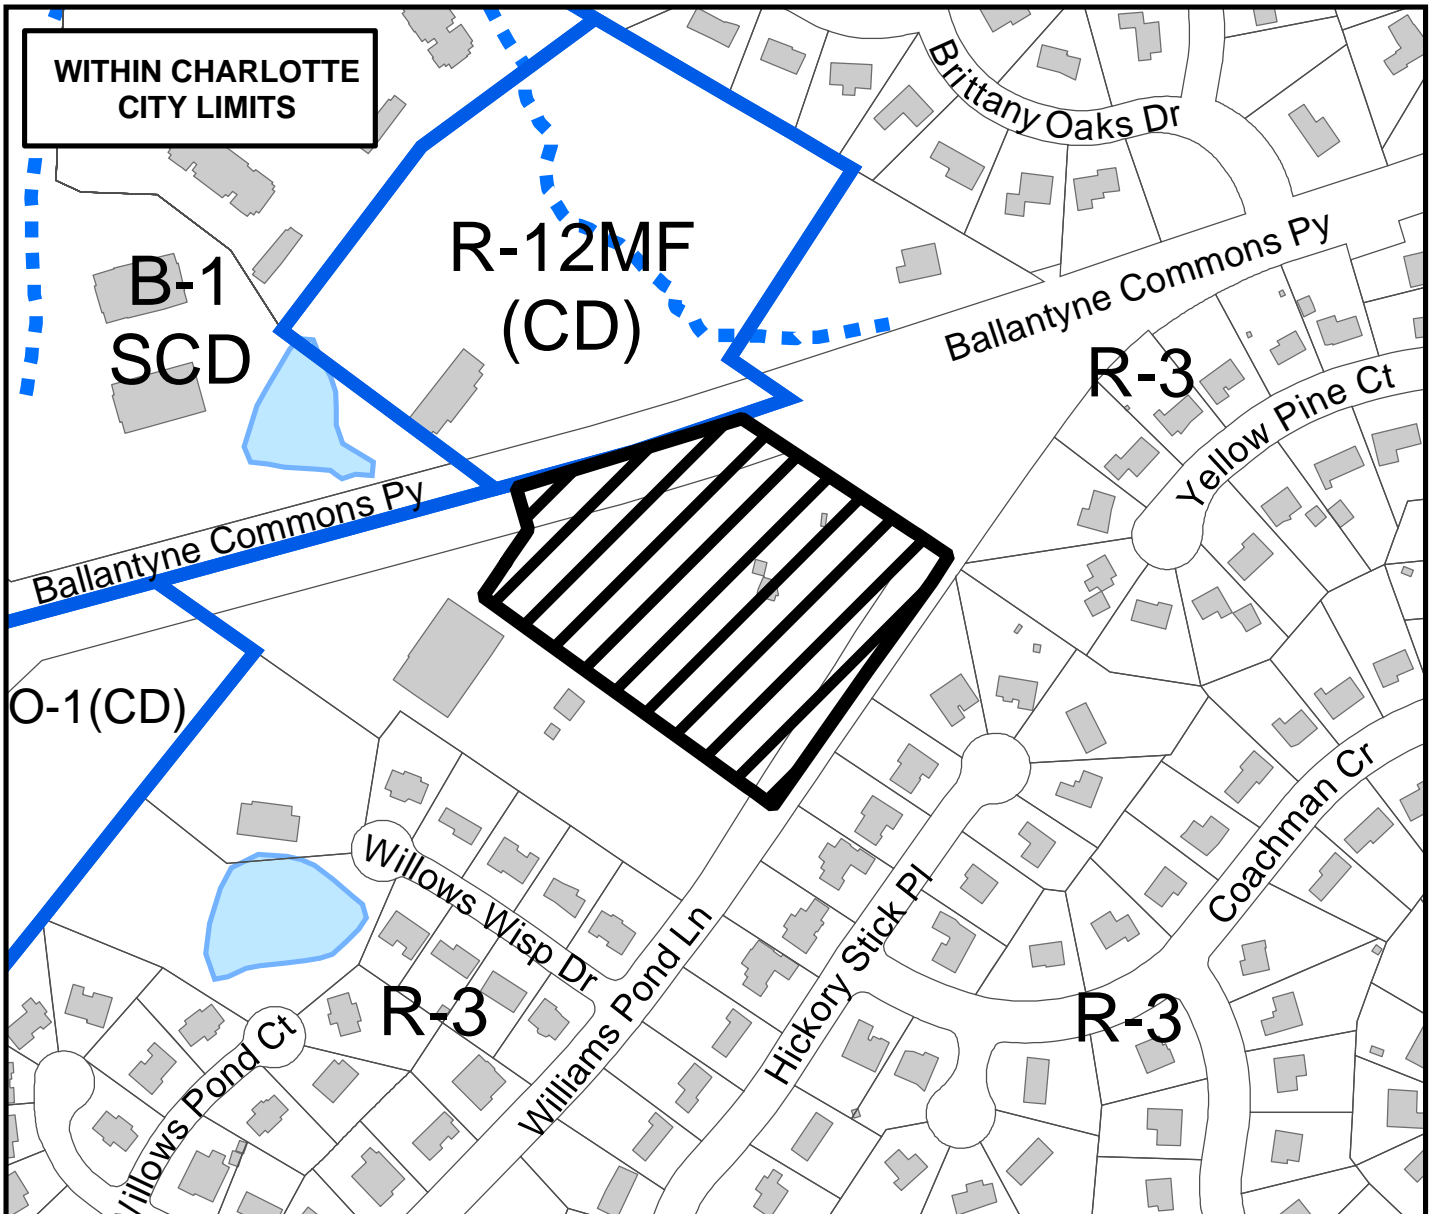 WITHIN CHARLOTTE
CITY LIMITS
Brittany Oaks Dr
R-12MF
(CD)
B-1
SCD
Ballantyne Commons Py
R-3
Yellow Pine Ct
Ballantyne Commons Py
O-1(CD)
Coachman Cr
Willows Wisp Dr
Williams Pond Ln
Hickory Stick Pl
R-3
R-3
illows Pond Ct